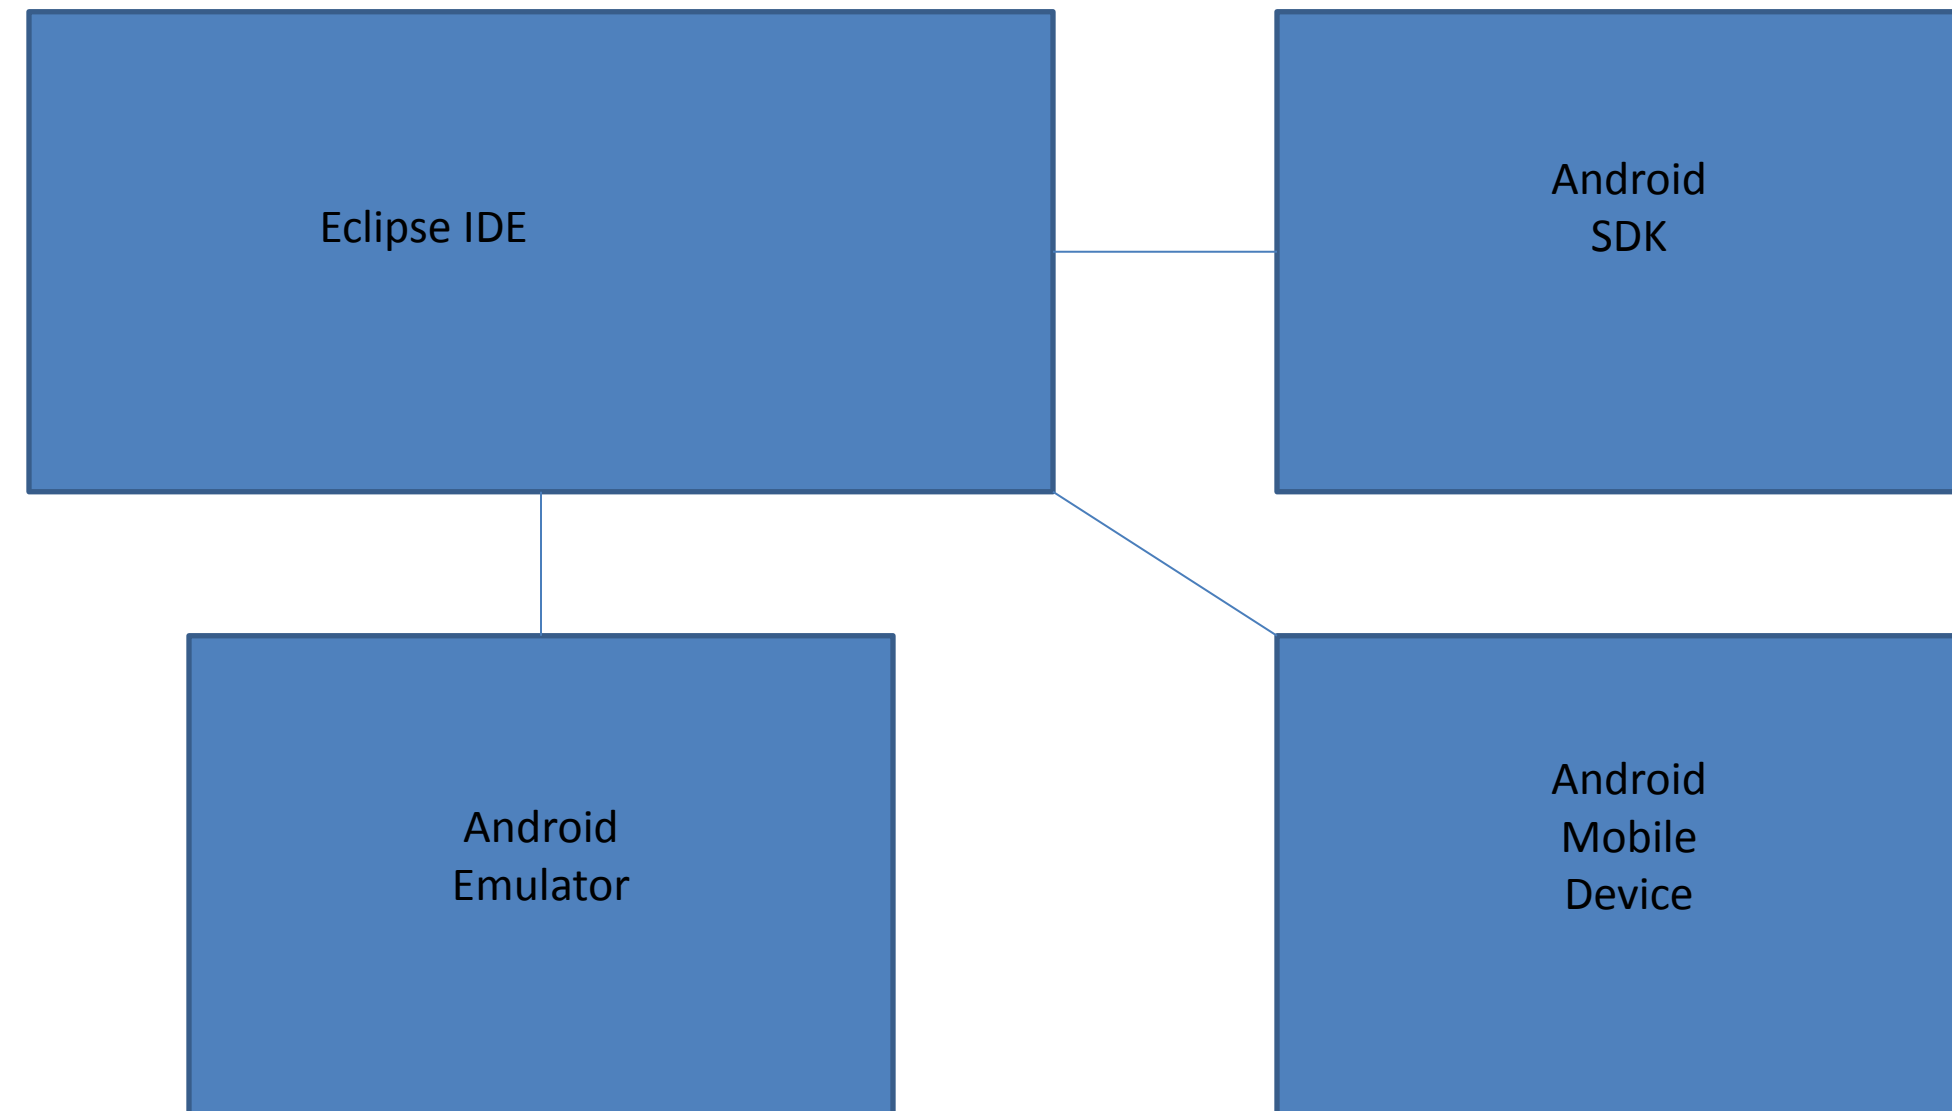 Eclipse IDE
Android
SDK
Android
Emulator
Android
Mobile
Device